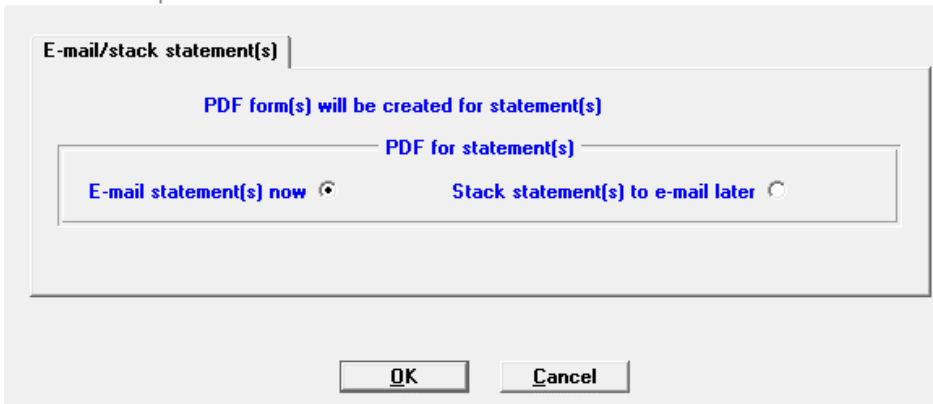 E-mail/stack statement(s)
PDF form(s) will be created for statement(s)
PDF for statement(s)
E-mail statement(s) now Stack statement(s) to e-mail later
OK Cancel